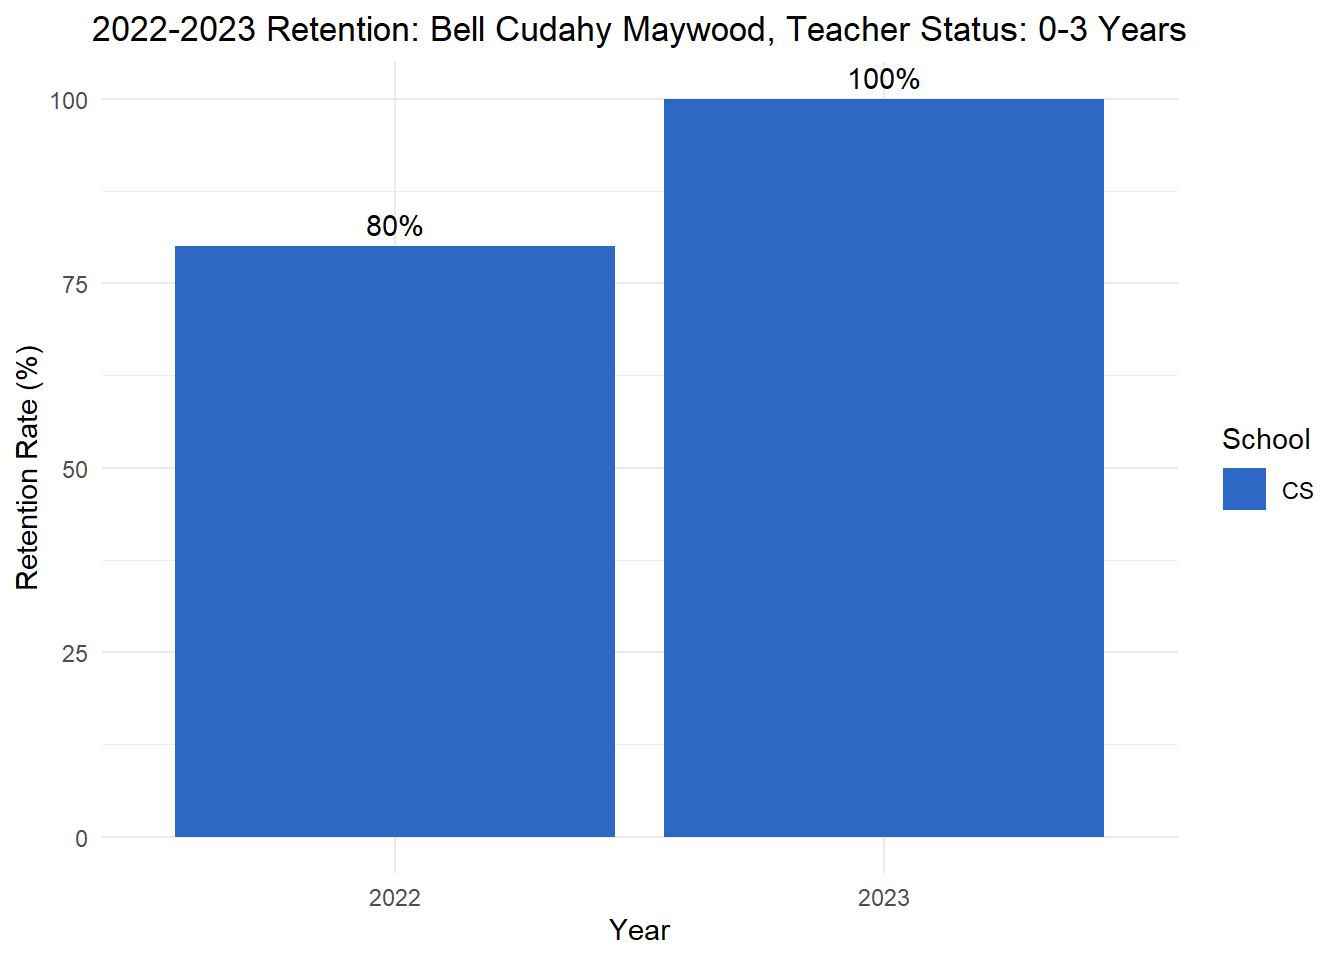 2022-2023 Retention: Bell Cudahy Maywood, Teacher Status: 0-3 Years
100%
100
80%
75
50
25
0
Retention Rate (%)
2022
2023
Year
School
CS